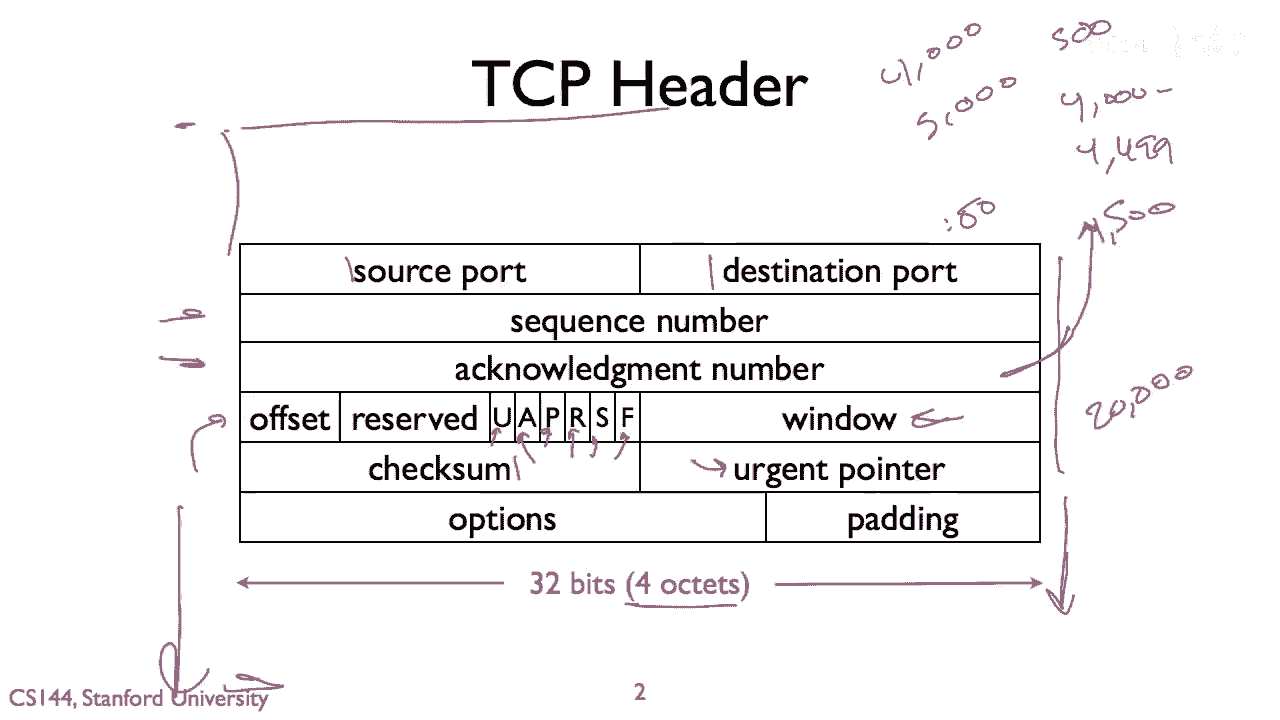 4,000 500
TCP Header
5,000 4,000-
4,499
:80 4,500
source port destination port
sequence number
acknowledgment number
20,000
offset reserved U A P R S F window
checksum urgent pointer
options padding
32 bits (4 octets)
CS144, Stanford University 2